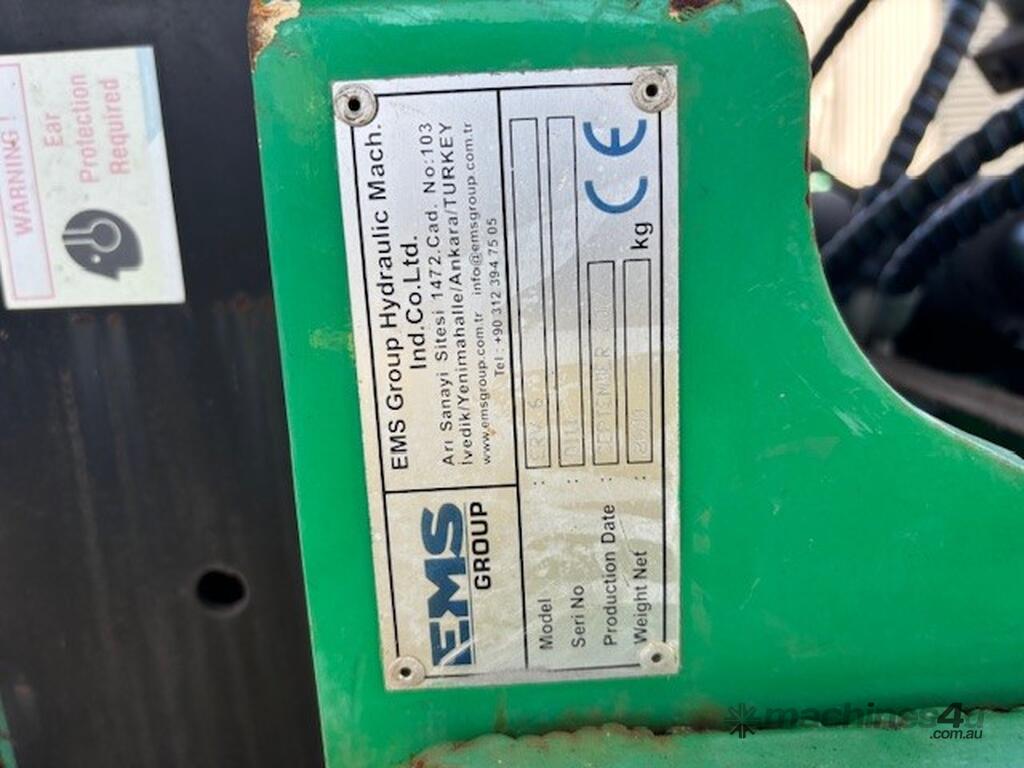 WARNING !
Ear
Protection
Required
EMS Group Hydraulic Mach.
Ind.Co.Ltd.
Arı Sanayi Sitesi 1472.Cad. No:103
İvedik/Yenimahalle/Ankara/TURKEY
www.emsgroup.com.tr info@emsgroup.com.tr
Tel : +90 312 394 75 05
EMS
GROUP
CE
Model :
Seri No :
Production Date : SEPTEMBER
Weight Net : kg
machines4u
.com.au